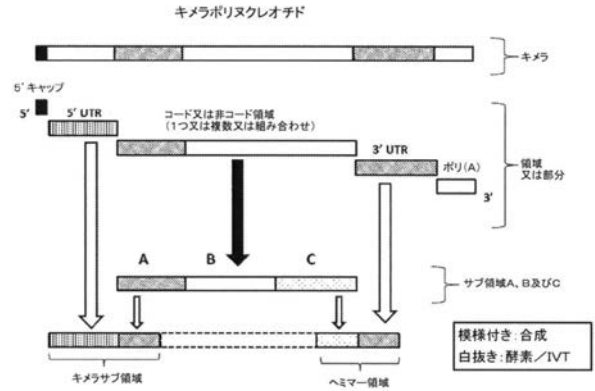 キメラポリヌクレオチド
キメラ
5'キャップ
5'
5' UTR
コード又は非コード領域
(1つ又は複数又は組み合わせ)
3' UTR
ポリ(A)
3'
領域
又は部分
A
B
C
サブ領域A、B及びC
キメラサブ領域
ヘミマー領域
模様付き:合成
白抜き:酵素/IVT